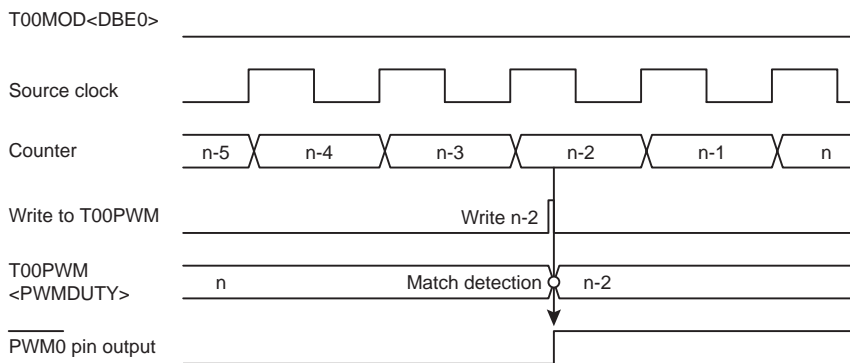 T00MOD<DBE0>
Source clock
Counter
n-5 n-4 n-3 n-2 n-1 n
Write to T00PWM
Write n-2
T00PWM
<PWMDUTY>
n Match detection n-2
PWM0 pin output